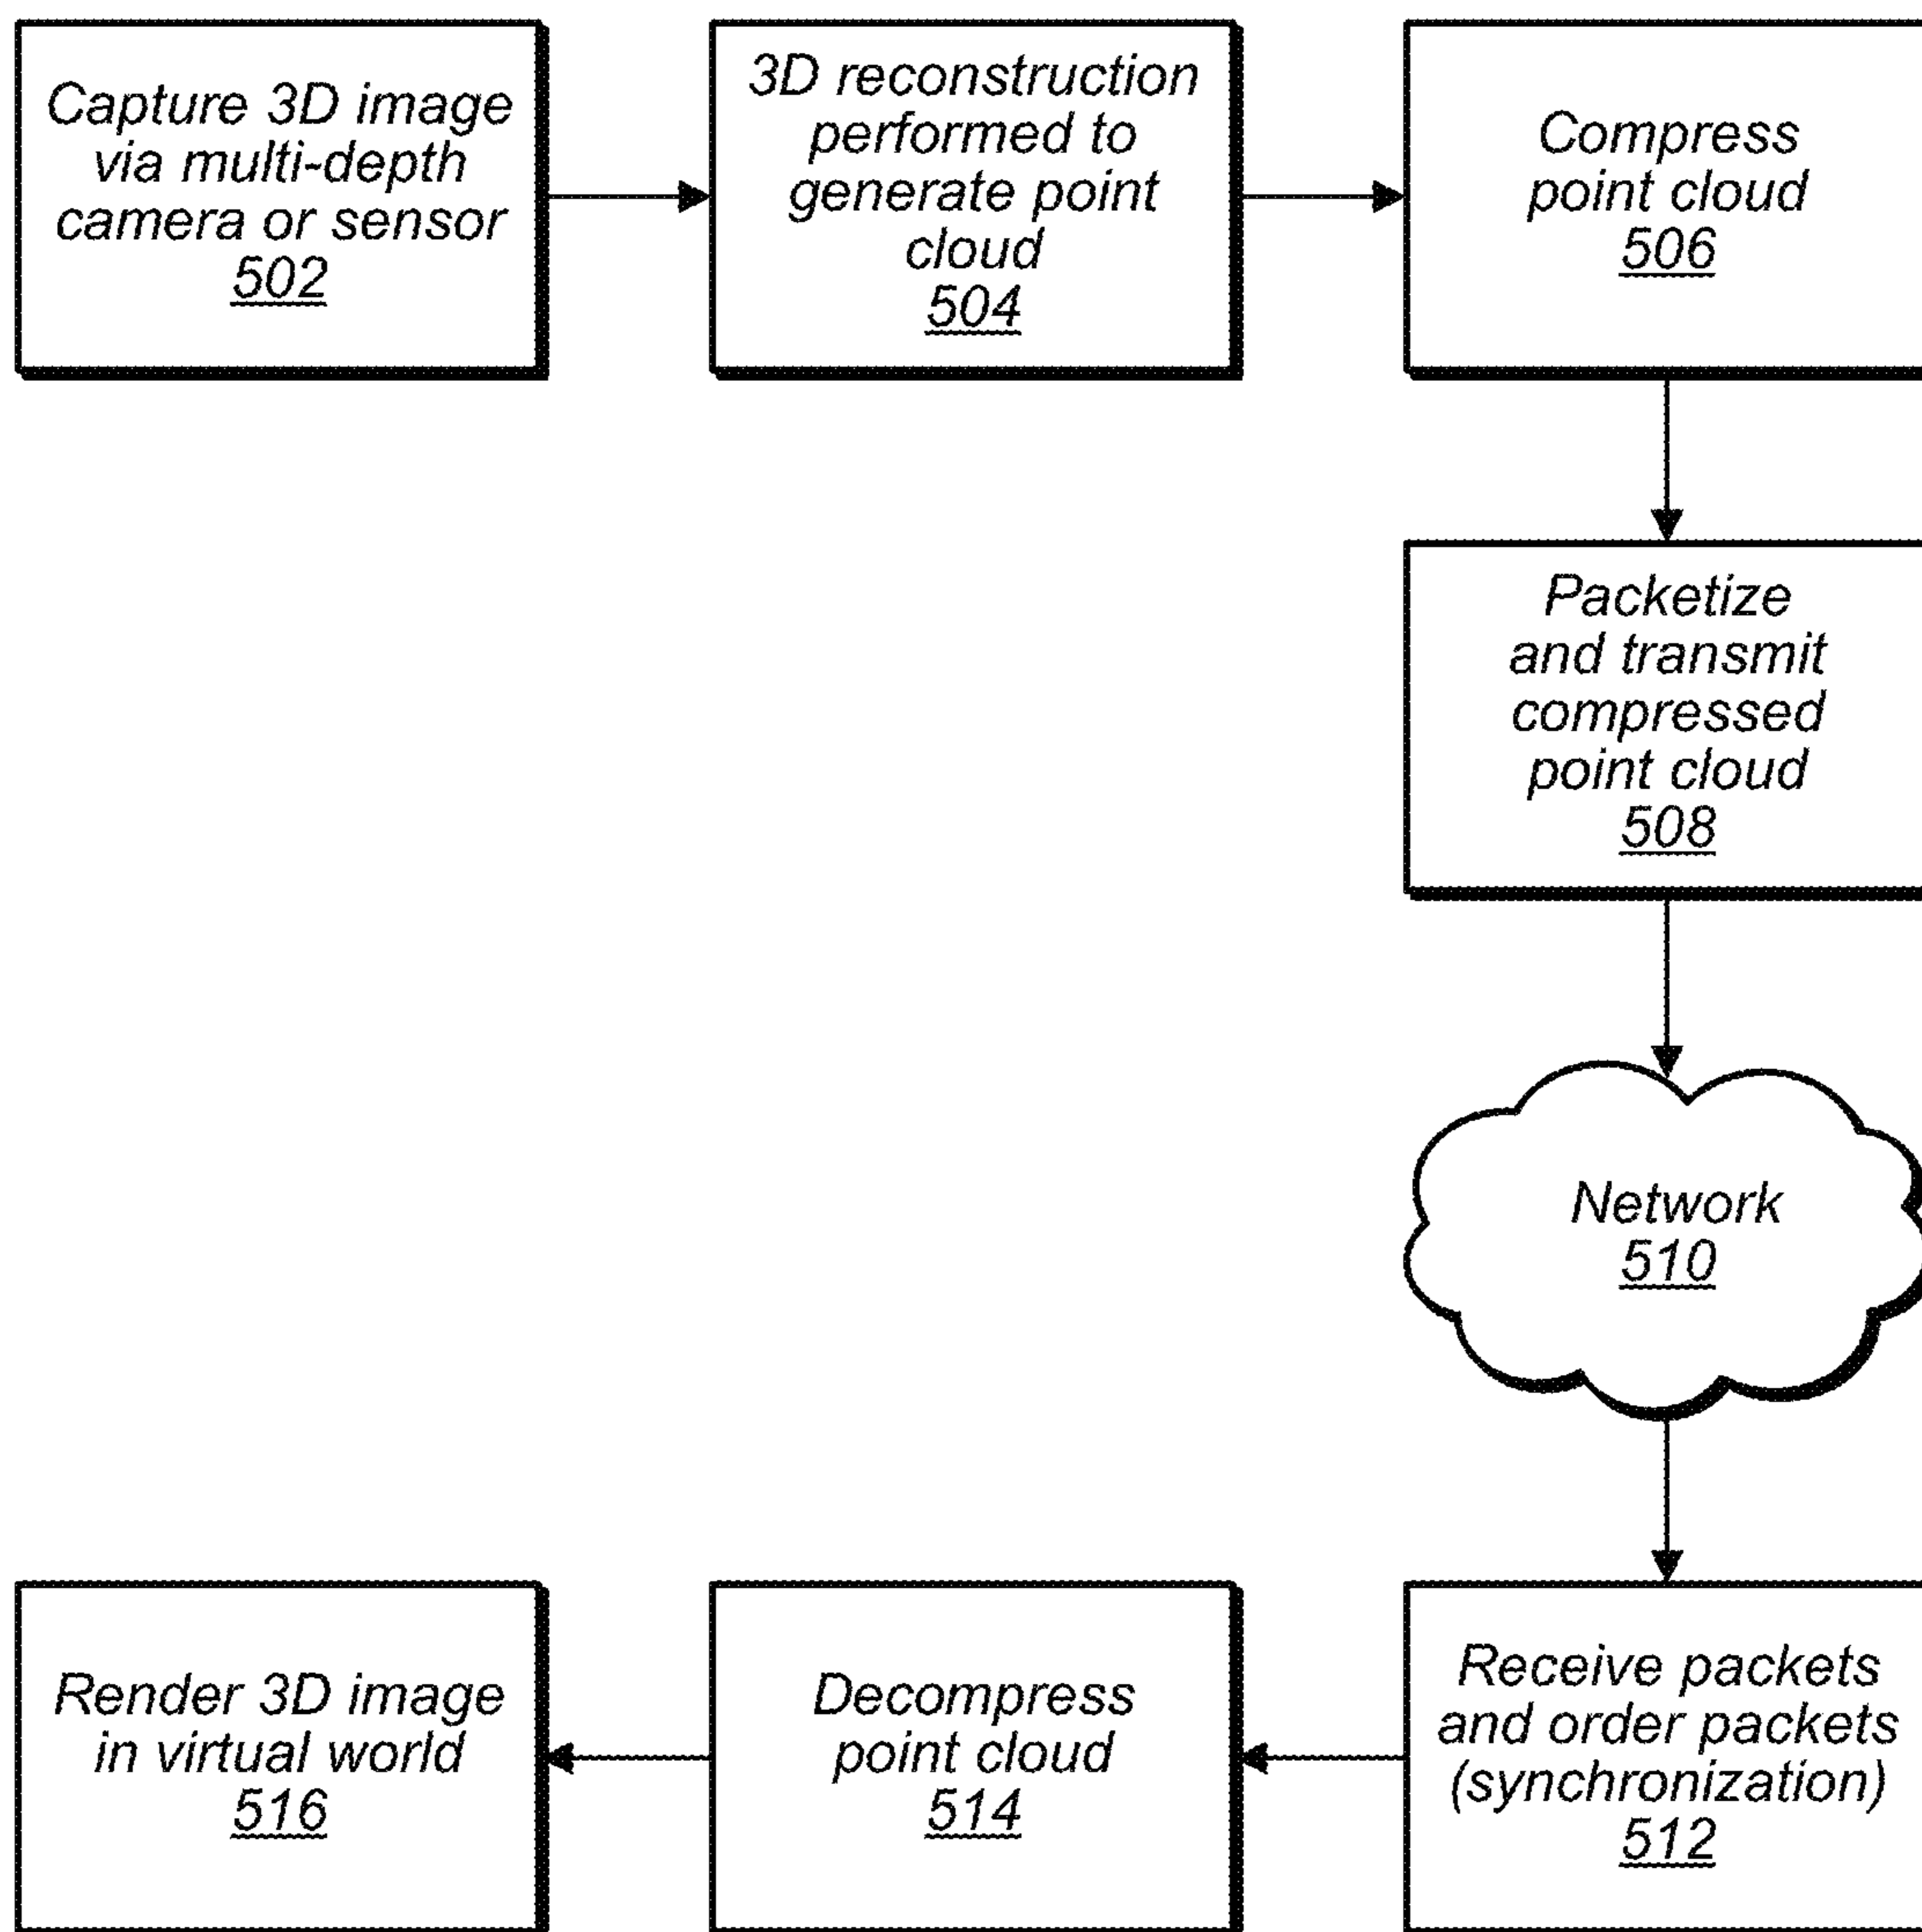 Capture 3D image
via multi-depth
camera or sensor
502
3D reconstruction
performed to
generate point
cloud
504
Compress
point cloud
506
Packetize
and transmit
compressed
point cloud
508
Network
510
Receive packets
and order packets
(synchronization)
512
Decompress
point cloud
514
Render 3D image
in virtual world
516